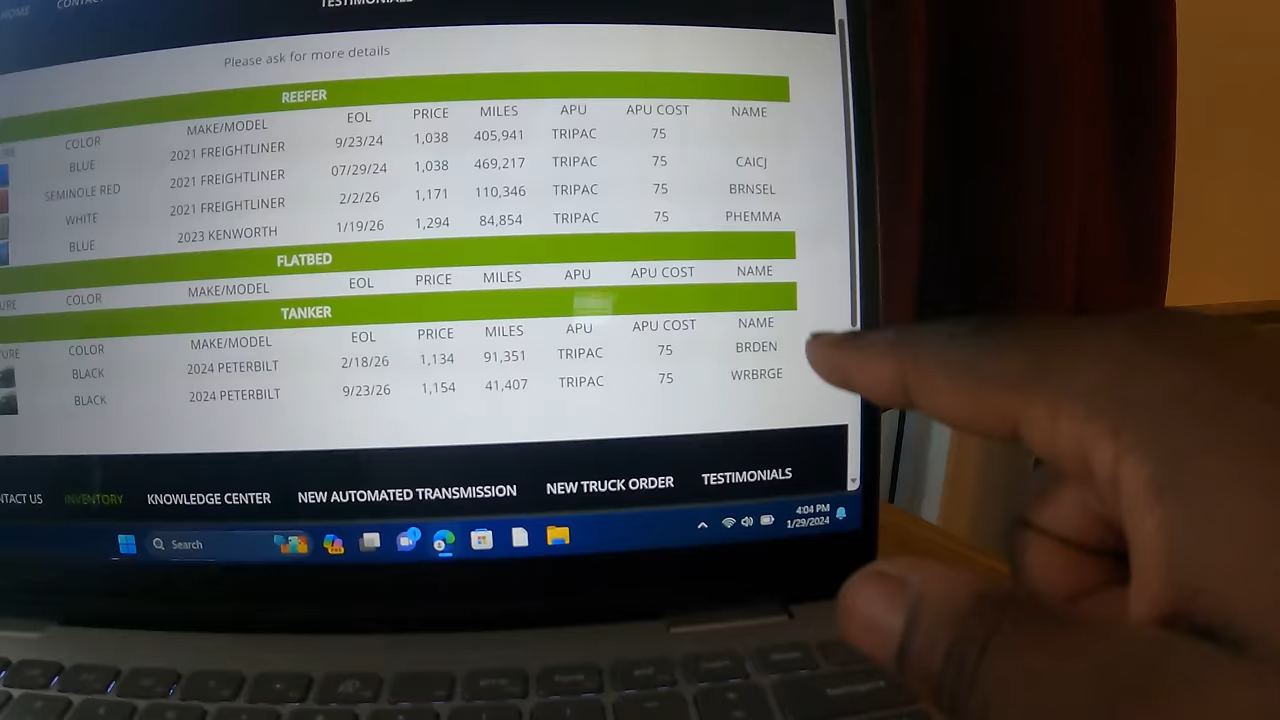 HOME CONTAC TESTIMONIALS
Please ask for more details
REEFER
COLOR MAKE/MODEL EOL PRICE MILES APU APU COST NAME
BLUE 2021 FREIGHTLINER 9/23/24 1,038 405,941 TRIPAC 75
SEMINOLE RED 2021 FREIGHTLINER 07/29/24 1,038 469,217 TRIPAC 75 CAICJ
WHITE 2021 FREIGHTLINER 2/2/26 1,171 110,346 TRIPAC 75 BRNSEL
BLUE 2023 KENWORTH 1/19/26 1,294 84,854 TRIPAC 75 PHEMMA
FLATBED
URE COLOR MAKE/MODEL EOL PRICE MILES APU APU COST NAME
TANKER
TURE COLOR MAKE/MODEL EOL PRICE MILES APU APU COST NAME
BLACK 2024 PETERBILT 2/18/26 1,134 91,351 TRIPAC 75 BRDEN
BLACK 2024 PETERBILT 9/23/26 1,154 41,407 TRIPAC 75 WRBRGE
NTACT US INVENTORY KNOWLEDGE CENTER NEW AUTOMATED TRANSMISSION NEW TRUCK ORDER TESTIMONIALS
Search
4:04 PM
1/29/2024